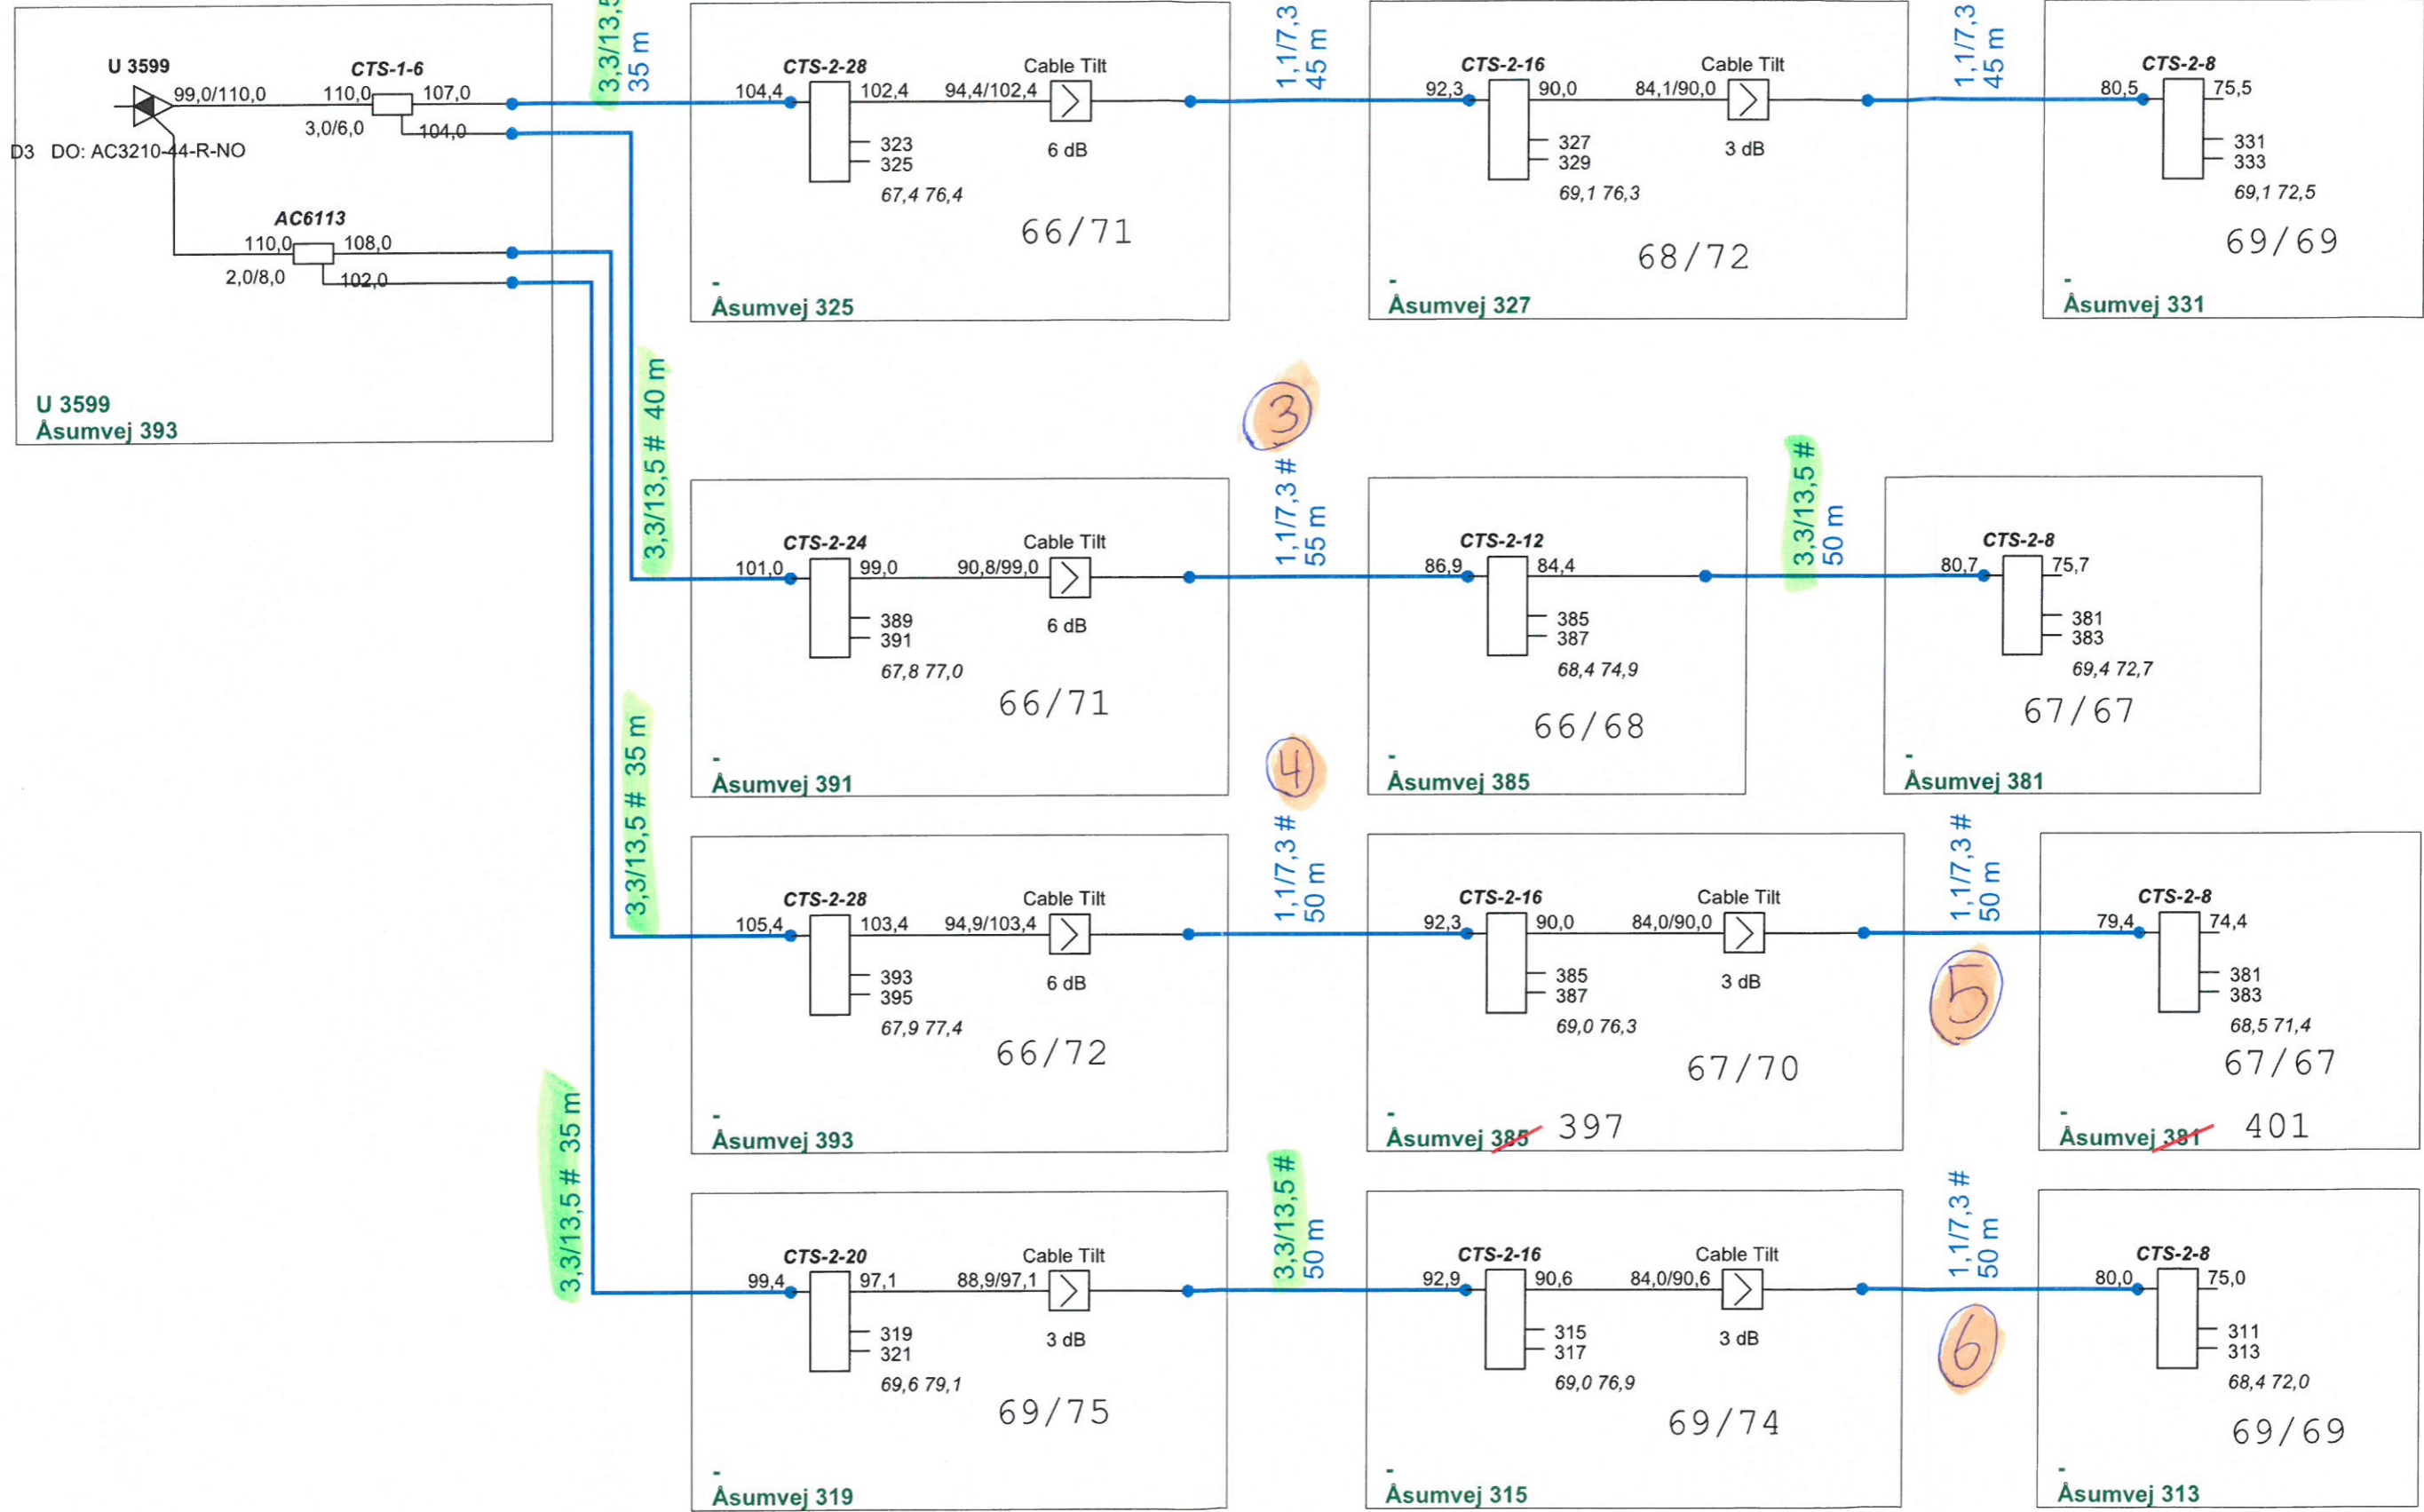 U 3599
CTS-1-6
99,0/110,0
110,0
107,0
3,0/6,0
104,0
D3 DO: AC3210-44-R-NO
AC6113
110,0
108,0
2,0/8,0
102,0
U 3599
Åsumvej 393
35 m
CTS-2-28
Cable Tilt
104,4
102,4
94,4/102,4
323
325
6 dB
67,4 76,4
66/71
-
Åsumvej 325
1,1/7,3
45 m
CTS-2-16
Cable Tilt
92,3
90,0
84,1/90,0
327
329
3 dB
69,1 76,3
68/72
-
Åsumvej 327
1,1/7,3
45 m
CTS-2-8
80,5
75,5
331
333
69,1 72,5
69/69
-
Åsumvej 331
3,3/13,5 # 40 m
CTS-2-24
Cable Tilt
101,0
99,0
90,8/99,0
389
391
6 dB
67,8 77,0
66/71
-
Åsumvej 391
3
1,1/7,3 #
55 m
CTS-2-12
86,9
84,4
385
387
68,4 74,9
66/68
-
Åsumvej 385
3,3/13,5 #
50 m
CTS-2-8
80,7
75,7
381
383
69,4 72,7
67/67
-
Åsumvej 381
3,3/13,5 # 35 m
CTS-2-28
Cable Tilt
105,4
103,4
94,9/103,4
393
395
6 dB
67,9 77,4
66/72
-
Åsumvej 393
4
1,1/7,3 #
50 m
CTS-2-16
Cable Tilt
92,3
90,0
84,0/90,0
385
387
3 dB
69,0 76,3
67/70
-
Åsumvej 385 397
1,1/7,3 #
50 m
5
CTS-2-8
79,4
74,4
381
383
68,5 71,4
67/67
-
Åsumvej 381 401
3,3/13,5 # 35 m
CTS-2-20
Cable Tilt
99,4
97,1
88,9/97,1
319
321
3 dB
69,6 79,1
69/75
-
Åsumvej 319
3,3/13,5 #
50 m
CTS-2-16
Cable Tilt
92,9
90,6
84,0/90,6
315
317
3 dB
69,0 76,9
69/74
-
Åsumvej 315
1,1/7,3 #
50 m
6
CTS-2-8
80,0
75,0
311
313
68,4 72,0
69/69
-
Åsumvej 313